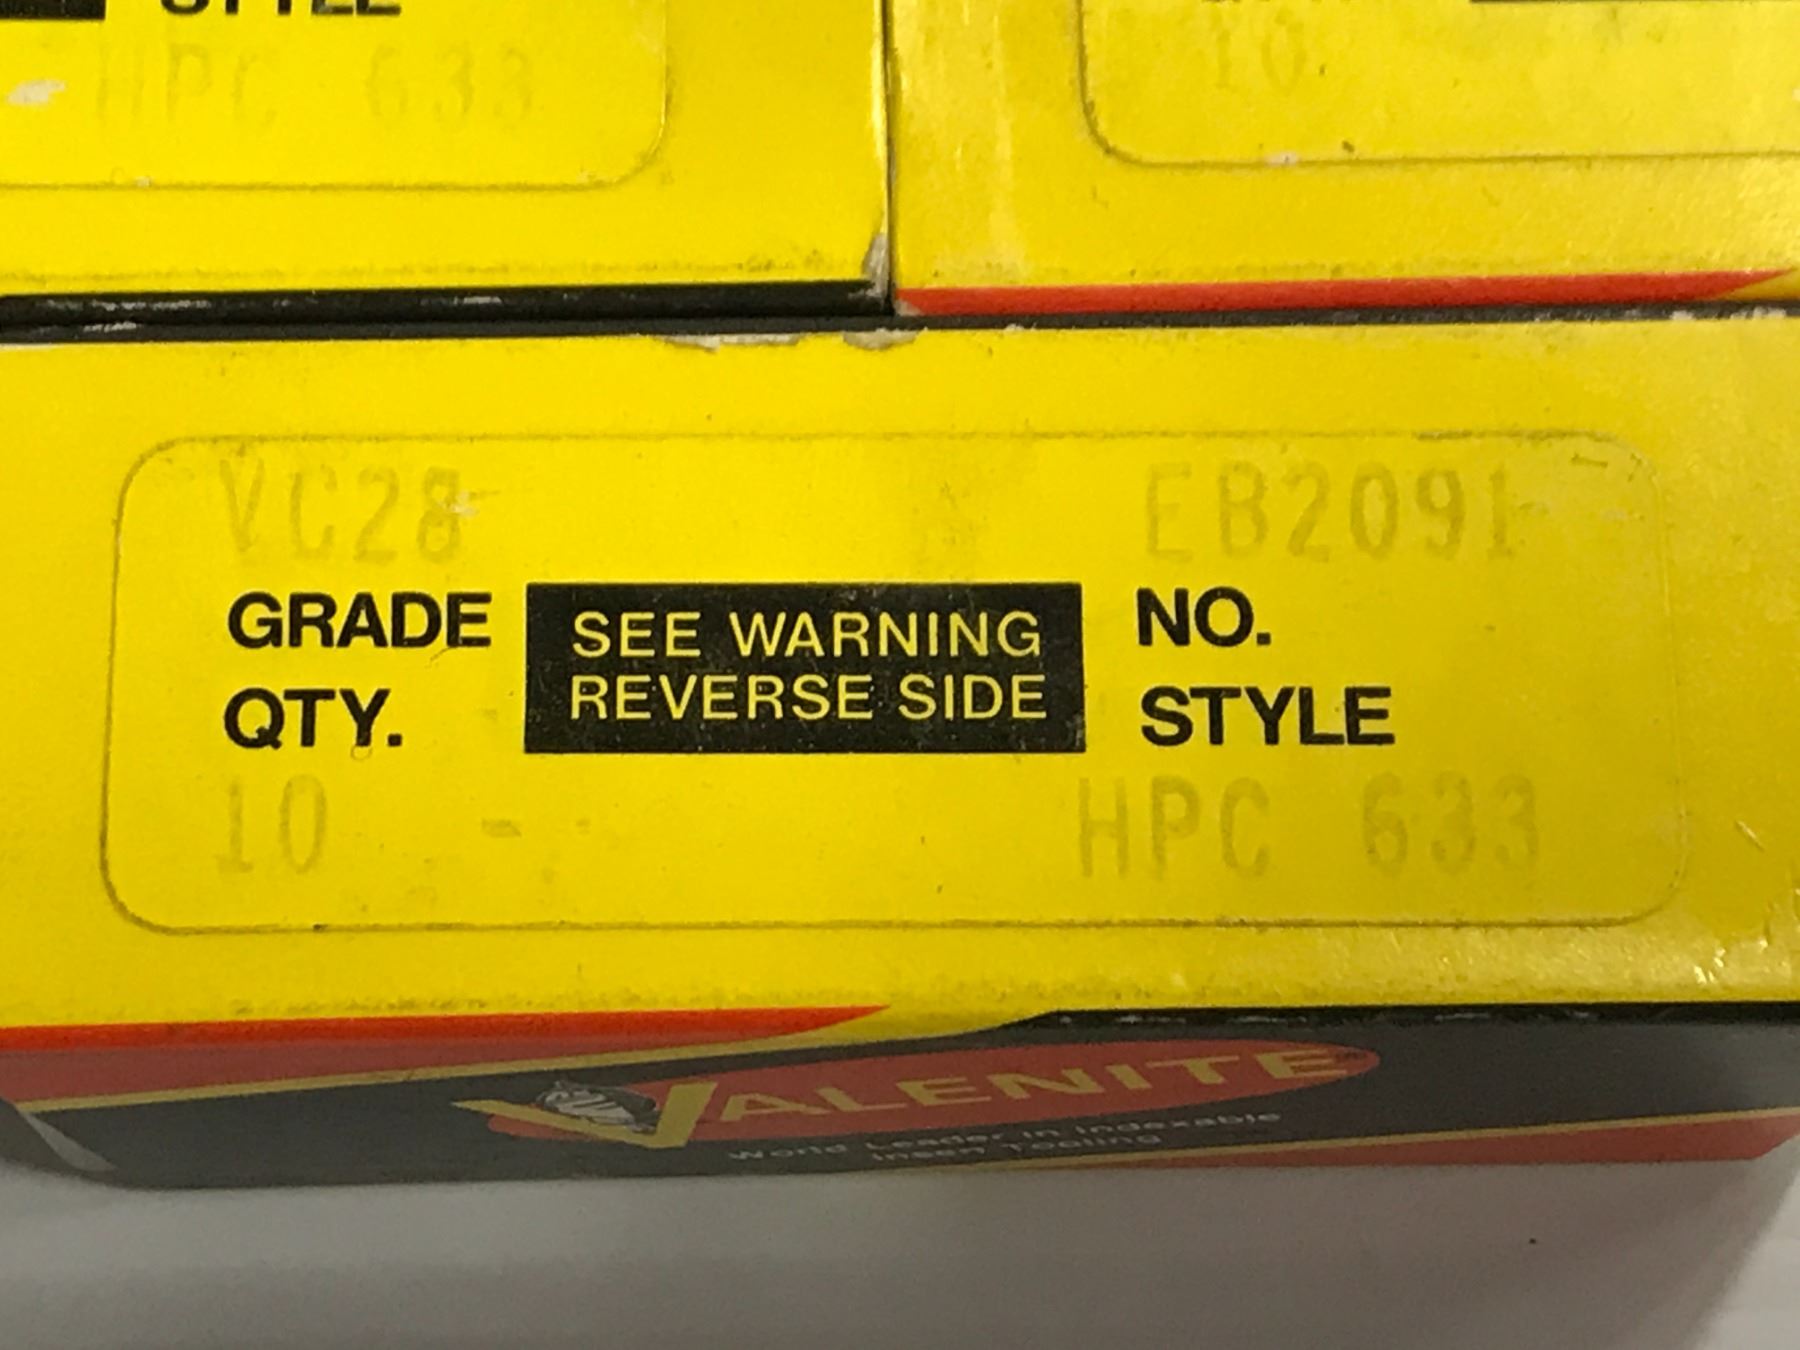 STYLE
HPC 633
10
VC28 EB2091
GRADE SEE WARNING NO.
QTY. REVERSE SIDE STYLE
10 - HPC 633
VALENITE
World Leader in Indexable
Insert Tooling